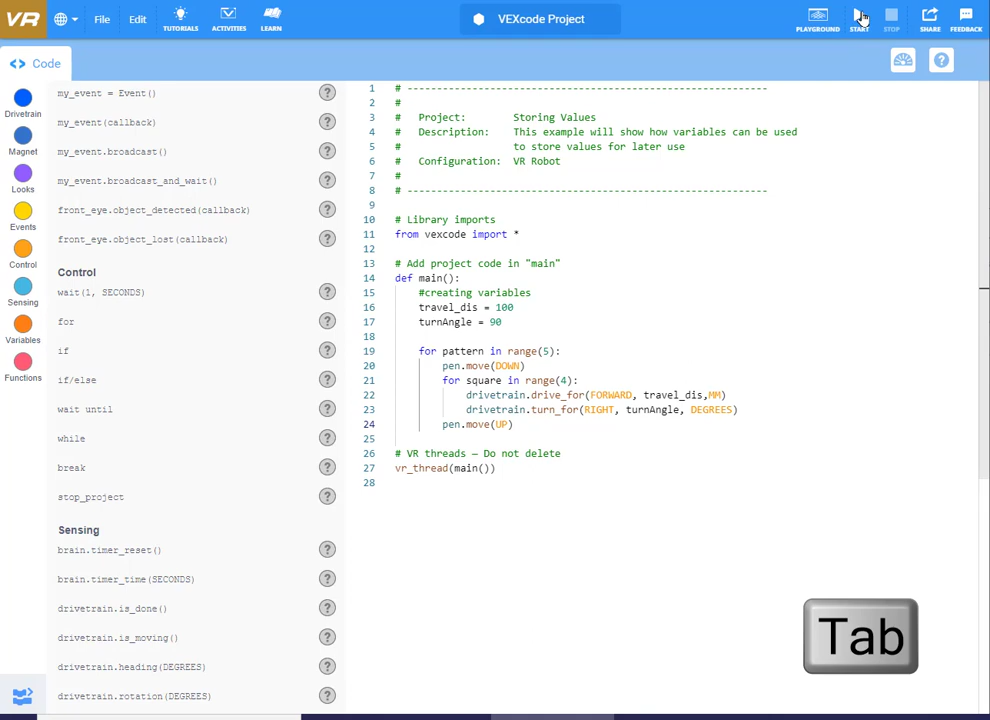 VR
File
Edit
TUTORIALS
ACTIVITIES
LEARN
VEXcode Project
PLAYGROUND
START
STOP
SHARE
FEEDBACK
<> Code
?
Drivetrain
Magnet
Looks
Events
Control
Sensing
Variables
Functions
my_event = Event() ?
my_event(callback) ?
my_event.broadcast() ?
my_event.broadcast_and_wait() ?
front_eye.object_detected(callback) ?
front_eye.object_lost(callback) ?
Control
wait(1, SECONDS) ?
for ?
if ?
if/else ?
wait until ?
while ?
break ?
stop_project ?
Sensing
brain.timer_reset() ?
brain.timer_time(SECONDS) ?
drivetrain.is_done() ?
drivetrain.is_moving() ?
drivetrain.heading(DEGREES) ?
drivetrain.rotation(DEGREES) ?
1 # -------------------------------------------------------------
2 #
3 # Project: Storing Values
4 # Description: This example will show how variables can be used
5 # to store values for later use
6 # Configuration: VR Robot
7 #
8 # -------------------------------------------------------------
9
10 # Library imports
11 from vexcode import *
12
13 # Add project code in "main"
14 def main():
15 #creating variables
16 travel_dis = 100
17 turnAngle = 90
18
19 for pattern in range(5):
20 pen.move(DOWN)
21 for square in range(4):
22 drivetrain.drive_for(FORWARD, travel_dis,MM)
23 drivetrain.turn_for(RIGHT, turnAngle, DEGREES)
24 pen.move(UP)
25
26 # VR threads — Do not delete
27 vr_thread(main())
28
Tab